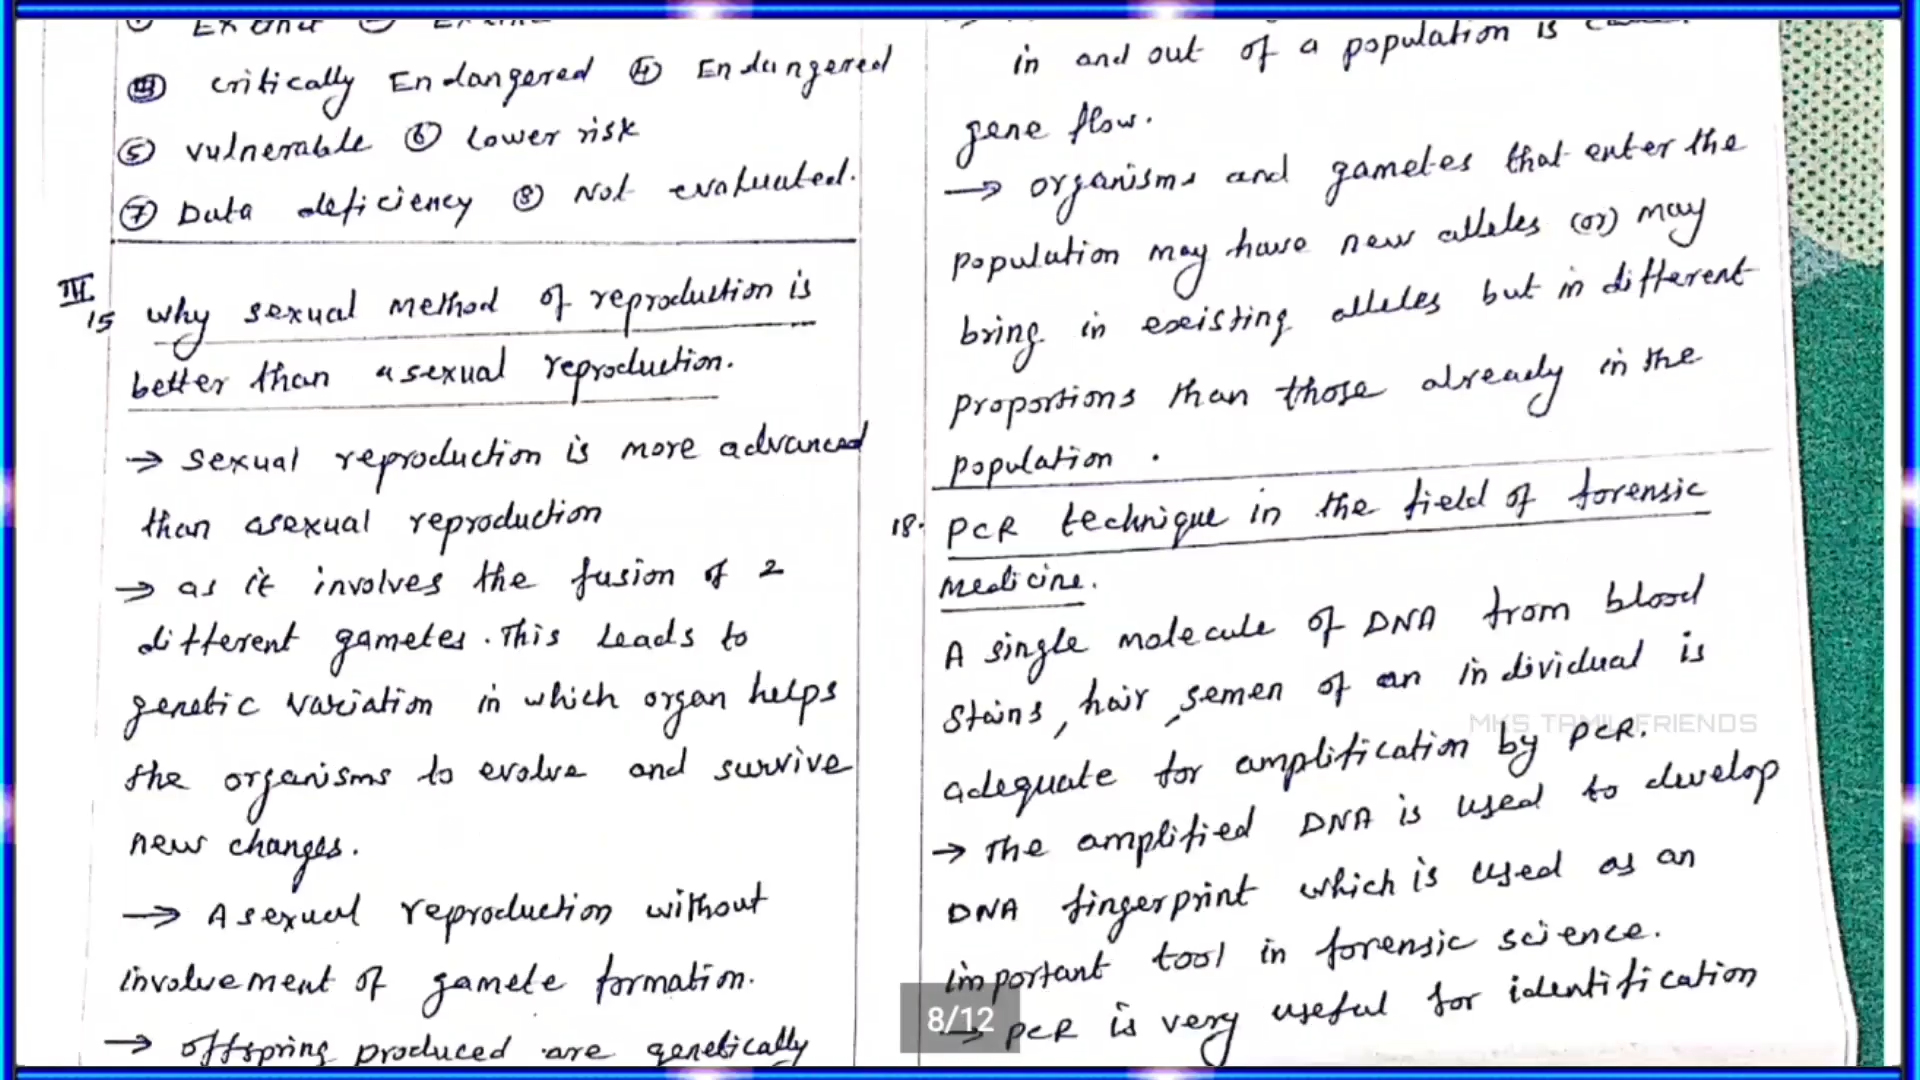 ③ critically Endangered ④ Endangered
⑤ vulnerable ⑥ Lower risk
⑦ Data deficiency ⑧ Not evaluated.
III
15 why sexual method of reproduction is
better than asexual reproduction.
→ sexual reproduction is more advanced
than asexual reproduction
→ as it involves the fusion of 2
different gametes. This leads to
genetic variation in which organ helps
the organisms to evolve and survive
new changes.
→ Asexual reproduction without
involvement of gamete formation.
→ offspring produced are genetically
in and out of a population is
gene flow.
→ organisms and gametes that enter the
population may have new alleles (or) may
bring in existing alleles but in different
proportions than those already in the
population.
18. PCR technique in the field of forensic
medicine.
A single molecule of DNA from blood
stains, hair, semen of an individual is
MKS TAMIL FRIENDS
adequate for amplification by PCR.
→ The amplified DNA is used to develop
DNA fingerprint which is used as an
important tool in forensic science.
→ PCR is very useful for identification
8/12